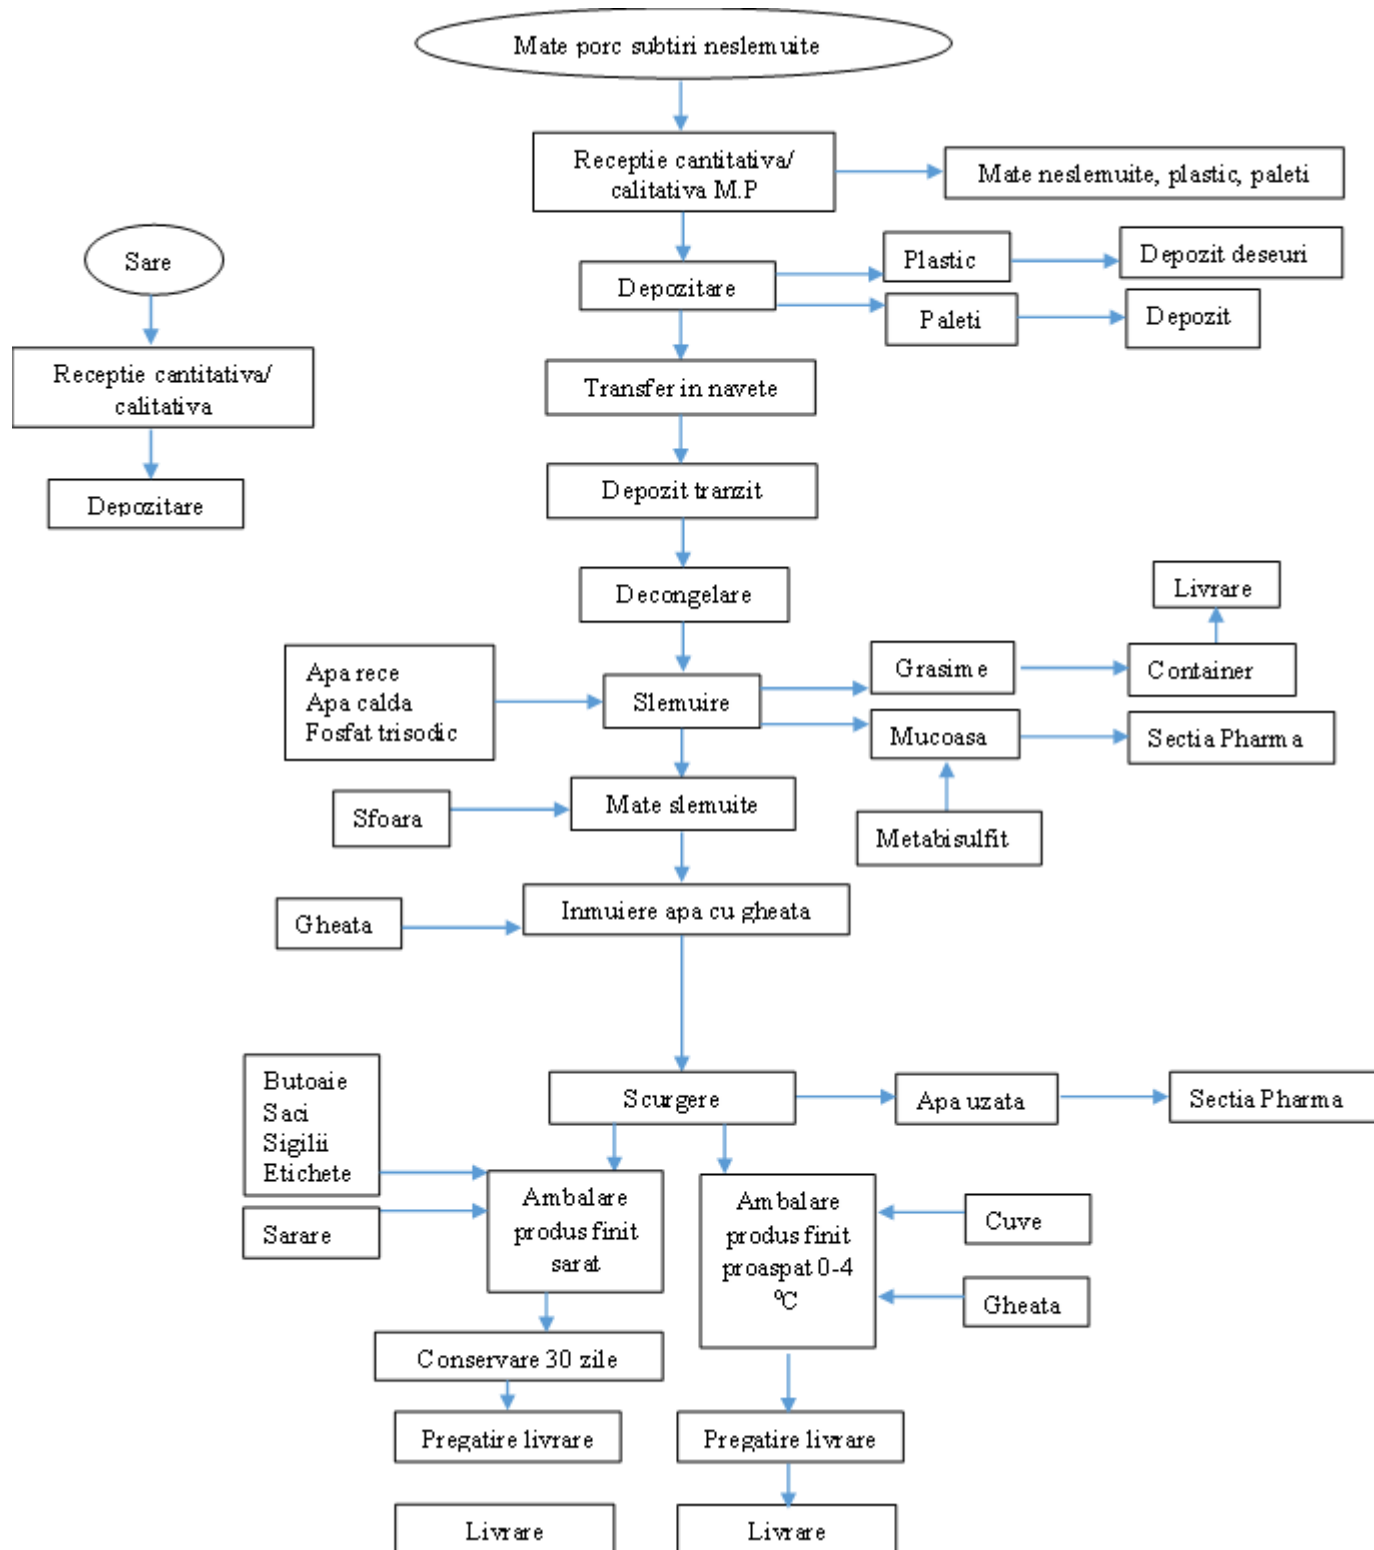 Mate porc subtiri neslemuite
Receptie cantitativa/
calitativa M.P
Mate neslemuite, plastic, paleti
Sare
Plastic
Depozit deseuri
Depozitare
Paleti
Depozit
Receptie cantitativa/
calitativa
Transfer in navete
Depozitare
Depozit tranzit
Decongelare
Livrare
Apa rece
Apa calda
Fosfat trisodic
Slemuire
Grasime
Container
Mucoasa
Sectia Pharma
Sfoara
Mate slemuite
Metabisulfit
Gheata
Inmuiere apa cu gheata
Butoaie
Saci
Sigilii
Etichete
Scurgere
Apa uzata
Sectia Pharma
Sarare
Ambalare
produs finit
sarat
Ambalare
produs finit
proaspat 0-4
ºC
Cuve
Gheata
Conservare 30 zile
Pregatire livrare
Pregatire livrare
Livrare
Livrare